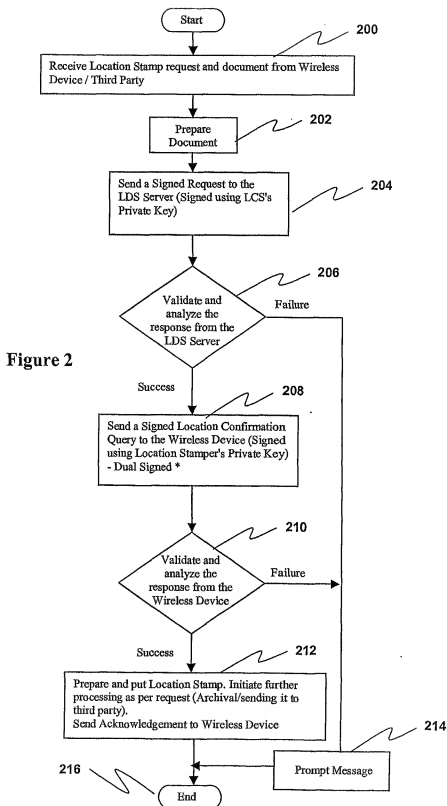 Start
200
Receive Location Stamp request and document from Wireless
Device / Third Party
202
Prepare
Document
204
Send a Signed Request to the
LDS Server (Signed using LCS's
Private Key)
206
Validate and
analyze the
response from the
LDS Server
Failure
Figure 2
Success
208
Send a Signed Location Confirmation
Query to the Wireless Device (Signed
using Location Stamper's Private Key)
- Dual Signed *
210
Validate and
analyze the
response from the
Wireless Device
Failure
Success
212
Prepare and put Location Stamp. Initiate further
processing as per request (Archival/sending it to
third party).
Send Acknowledgement to Wireless Device
214
Prompt Message
216
End